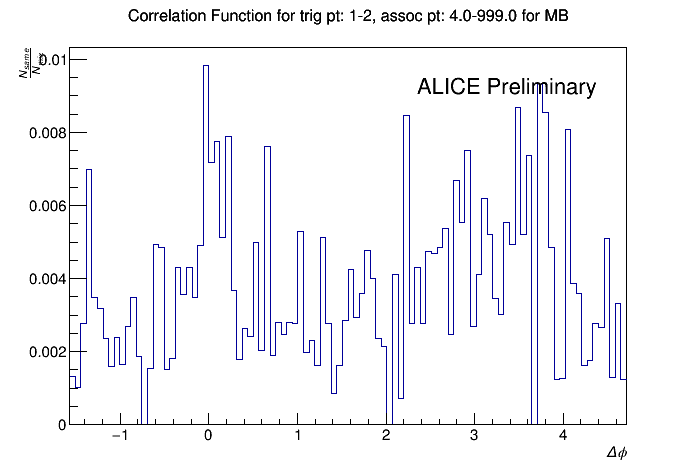 Correlation Function for trig pt: 1-2, assoc pt: 4.0-999.0 for MB
N_same
0.01
ALICE Preliminary
0.008
0.006
0.004
0.002
0
−1 0 1 2 3 4
Δϕ